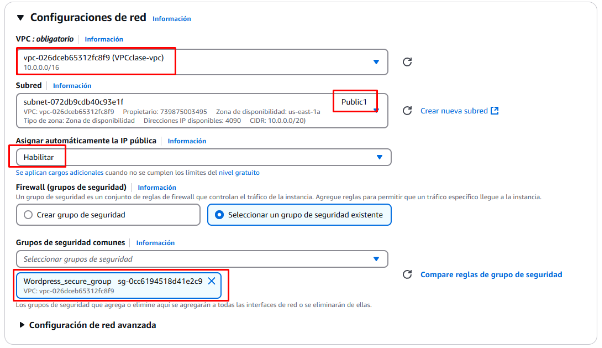 ▼ Configuraciones de red Información
VPC : obligatorio Información
vpc-026dceb65312fc8f9 (VPCclase-vpc)
10.0.0.0/16
Subred Información
subnet-072db9cdb40c93e1f Public1
VPC: vpc-026dceb65312fc8f9 Propietario: 739875003495 Zona de disponibilidad: us-east-1a
Tipo de zona: Zona de disponibilidad Direcciones IP disponibles: 4090 CIDR: 10.0.0.0/20)
Crear nueva subred
Asignar automáticamente la IP pública Información
Habilitar
Se aplican cargos adicionales cuando no se cumplen los límites del nivel gratuito
Firewall (grupos de seguridad) Información
Un grupo de seguridad es un conjunto de reglas de firewall que controlan el tráfico de la instancia. Agregue reglas para permitir que un tráfico específico llegue a la instancia.
Crear grupo de seguridad
Seleccionar un grupo de seguridad existente
Grupos de seguridad comunes Información
Seleccionar grupos de seguridad
Wordpress_secure_group sg-0cc6194518d41e2c9 X
VPC: vpc-026dceb65312fc8f9
Compare reglas de grupo de seguridad
Los grupos de seguridad que agrega o elimine aquí se agregarán a todas las interfaces de red o se eliminarán de ellas.
▶ Configuración de red avanzada